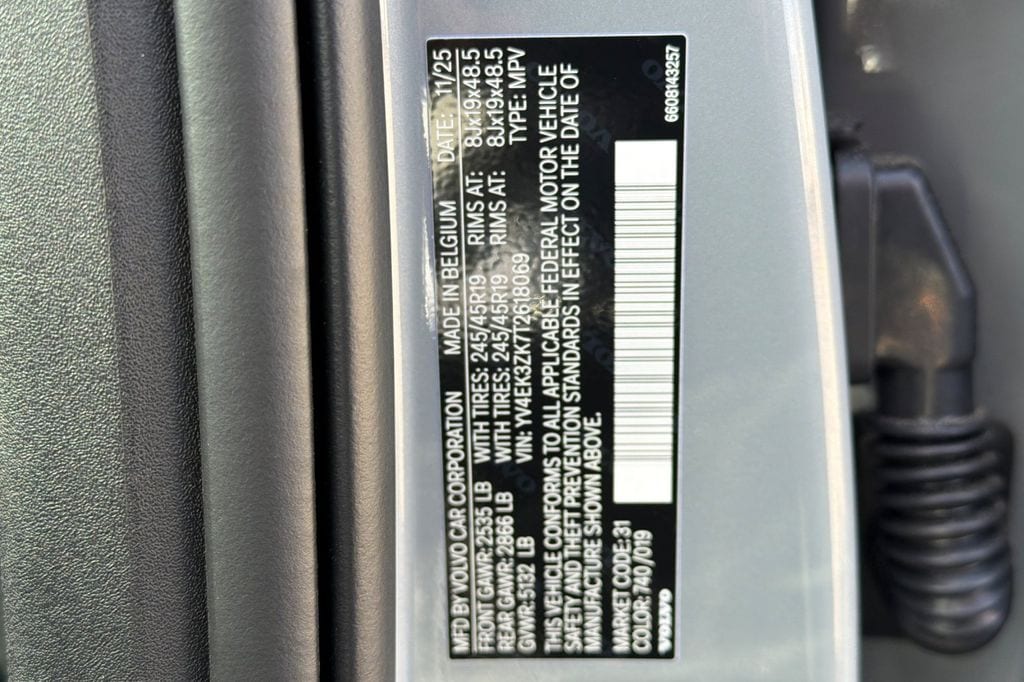 MFD BY VOLVO CAR CORPORATION MADE IN BELGIUM DATE: 11/25
FRONT GAWR: 2535 LB WITH TIRES: 245/45R19 RIMS AT: 8Jx19x48.5
REAR GAWR: 2866 LB WITH TIRES: 245/45R19 RIMS AT: 8Jx19x48.5
GVWR: 5132 LB VIN: YV4EK3ZK7T2618069 TYPE: MPV
THIS VEHICLE CONFORMS TO ALL APPLICABLE FEDERAL MOTOR VEHICLE
SAFETY AND THEFT PREVENTION STANDARDS IN EFFECT ON THE DATE OF
MANUFACTURE SHOWN ABOVE.
MARKET CODE: 31
COLOR: 740/019
VOLVO
6608143257